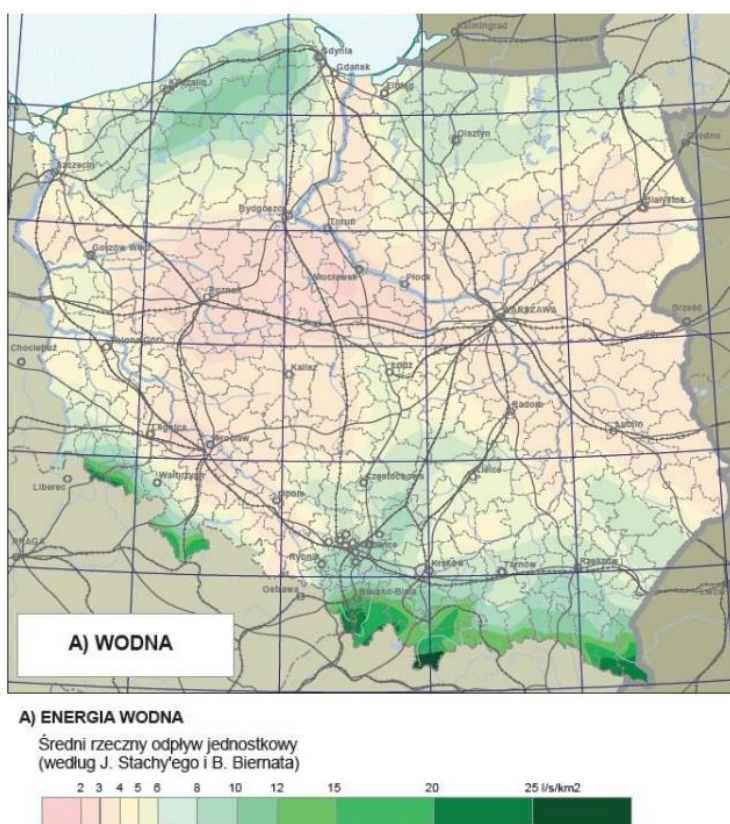 Kaliningrad
Gdynia
Gdańsk
Koszalin
Elbląg
Olsztyn
Grodno
Szczecin
Białystok
Bydgoszcz
Toruń
Gorzów Wlkp.
Włocławek
Płock
Poznań
WARSZAWA
Brześć
Chociebuż
Zielona Góra
Łódź
Kalisz
Radom
Lublin
Legnica
Wrocław
Kielce
Częstochowa
Liberec
Wałbrzych
Opole
PRAGA
Katowice
Rybnik
Kraków
Tarnów
Rzeszów
Ostrawa
Bielsko-Biała
Lwów
A) WODNA
A) ENERGIA WODNA
Średni rzeczny odpływ jednostkowy
(według J. Stachy'ego i B. Biernata)
2 3 4 5 6 8 10 12 15 20 25 l/s/km2